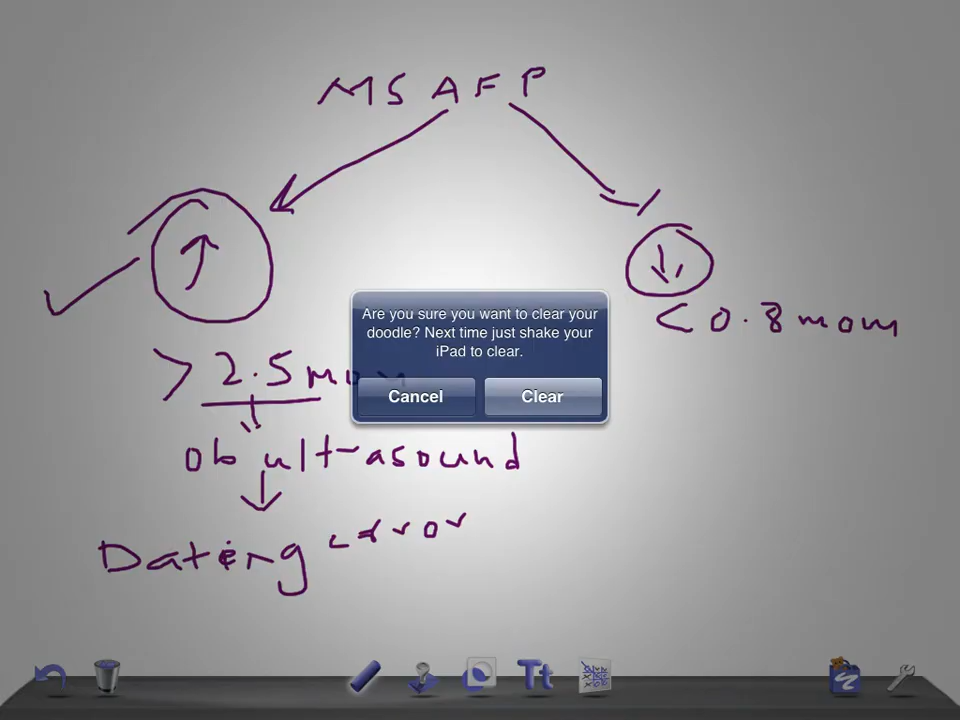 MSAFP
↑
↓
<0.8mom
>2.5mom
ob ultrasound
Dating error
Are you sure you want to clear your
doodle? Next time just shake your
iPad to clear.
Cancel Clear
Tt